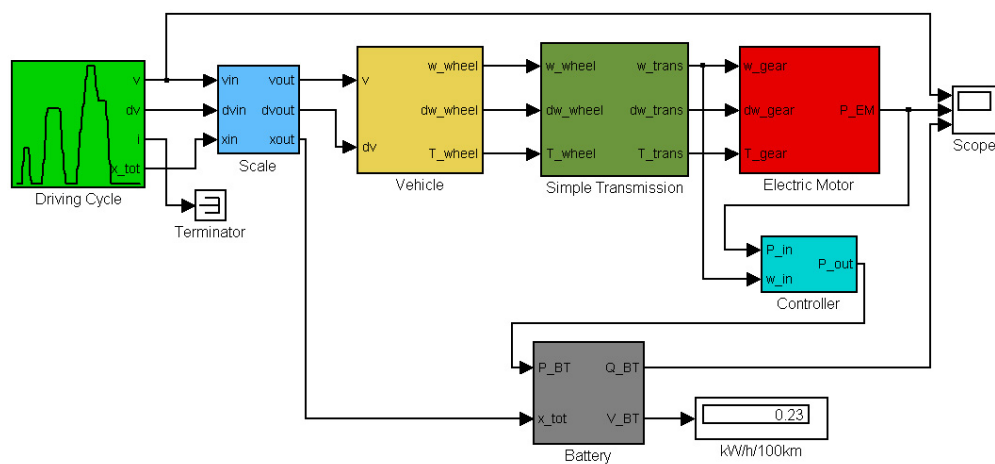 v
dv
i
x_tot
Driving Cycle
Terminator
vin
dvin
xin
vout
dvout
xout
Scale
v
dv
Vehicle
w_wheel
dw_wheel
T_wheel
w_wheel
dw_wheel
T_wheel
w_trans
dw_trans
T_trans
Simple Transmission
w_gear
dw_gear
T_gear
P_EM
Electric Motor
Scope
P_in
w_in
P_out
Controller
P_BT
x_tot
Q_BT
V_BT
Battery
0.23
kW/h/100km